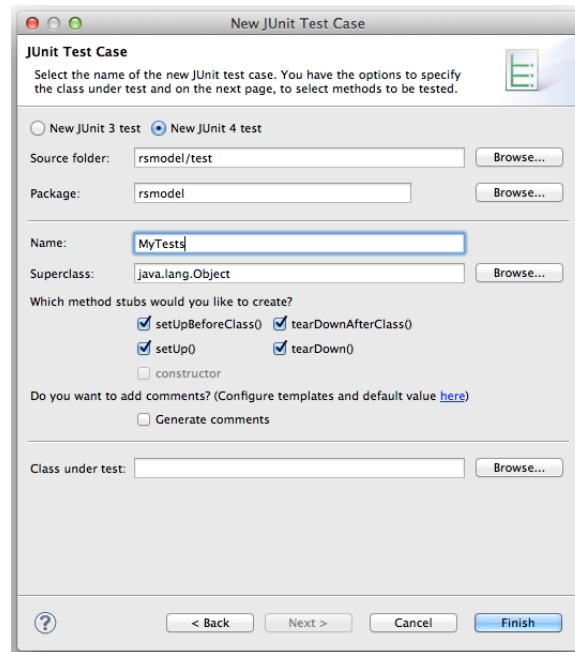 New JUnit Test Case
JUnit Test Case
Select the name of the new JUnit test case. You have the options to specify
the class under test and on the next page, to select methods to be tested.
New JUnit 3 test New JUnit 4 test
Source folder: rsmodel/test Browse...
Package: rsmodel Browse...
Name: MyTests
Superclass: java.lang.Object Browse...
Which method stubs would you like to create?
setUpBeforeClass() tearDownAfterClass()
setUp() tearDown()
constructor
Do you want to add comments? (Configure templates and default value here)
Generate comments
Class under test: Browse...
? < Back Next > Cancel Finish